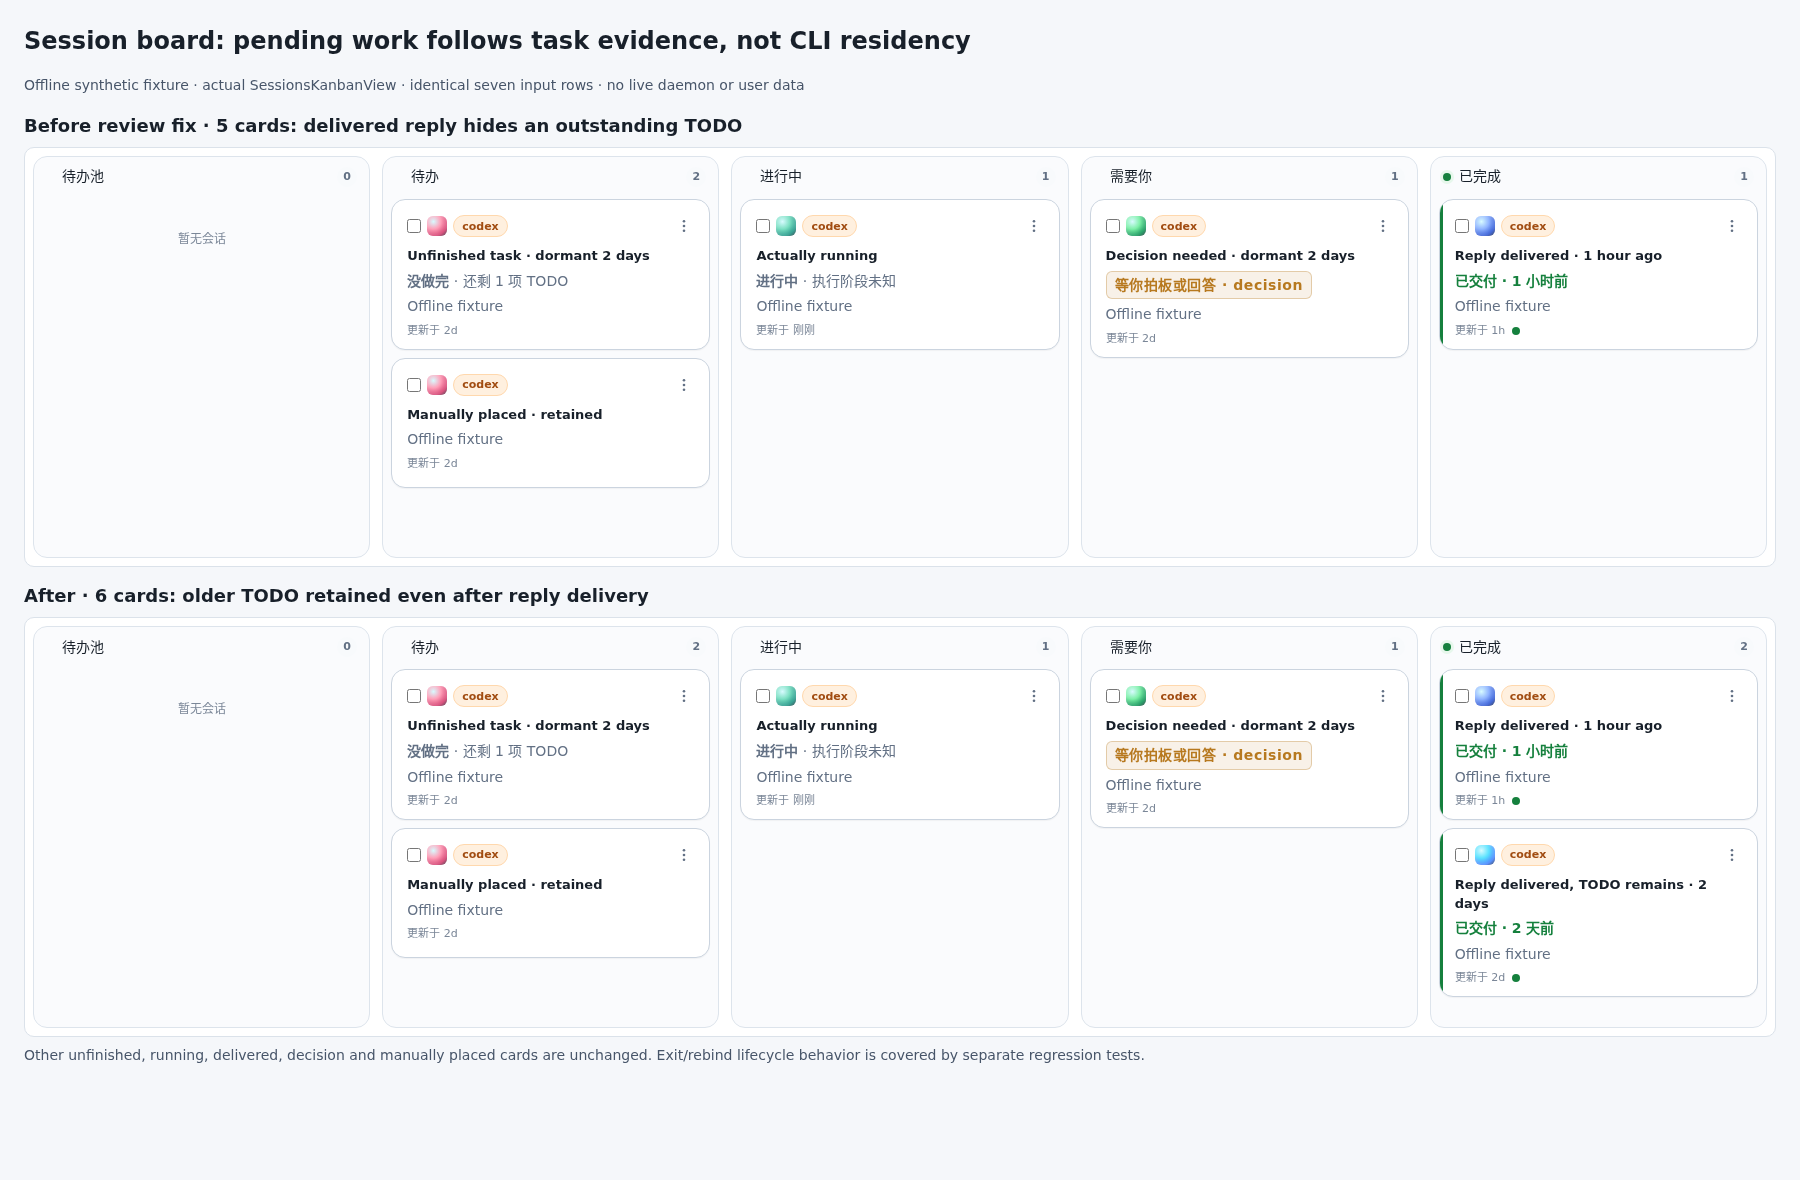 Session board: pending work follows task evidence, not CLI residency
Offline synthetic fixture · actual SessionsKanbanView · identical seven input rows · no live daemon or user data
Before review fix · 5 cards: delivered reply hides an outstanding TODO
待办池 0
暂无会话
待办 2
codex
Unfinished task · dormant 2 days
没做完 · 还剩 1 项 TODO
Offline fixture
更新于 2d
codex
Manually placed · retained
Offline fixture
更新于 2d
进行中 1
codex
Actually running
进行中 · 执行阶段未知
Offline fixture
更新于 刚刚
需要你 1
codex
Decision needed · dormant 2 days
等你拍板或回答 · decision
Offline fixture
更新于 2d
已完成 1
codex
Reply delivered · 1 hour ago
已交付 · 1 小时前
Offline fixture
更新于 1h
After · 6 cards: older TODO retained even after reply delivery
待办池 0
暂无会话
待办 2
codex
Unfinished task · dormant 2 days
没做完 · 还剩 1 项 TODO
Offline fixture
更新于 2d
codex
Manually placed · retained
Offline fixture
更新于 2d
进行中 1
codex
Actually running
进行中 · 执行阶段未知
Offline fixture
更新于 刚刚
需要你 1
codex
Decision needed · dormant 2 days
等你拍板或回答 · decision
Offline fixture
更新于 2d
已完成 2
codex
Reply delivered · 1 hour ago
已交付 · 1 小时前
Offline fixture
更新于 1h
codex
Reply delivered, TODO remains · 2
days
已交付 · 2 天前
Offline fixture
更新于 2d
Other unfinished, running, delivered, decision and manually placed cards are unchanged. Exit/rebind lifecycle behavior is covered by separate regression tests.